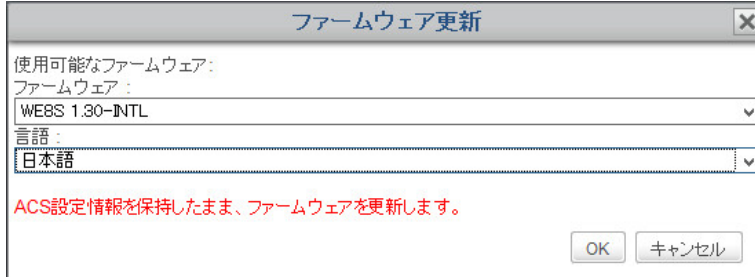 ファームウェア更新
使用可能なファームウェア:
ファームウェア :
WE8S 1.30-INTL
言語 :
日本語
ACS設定情報を保持したまま、ファームウェアを更新します。
OK キャンセル